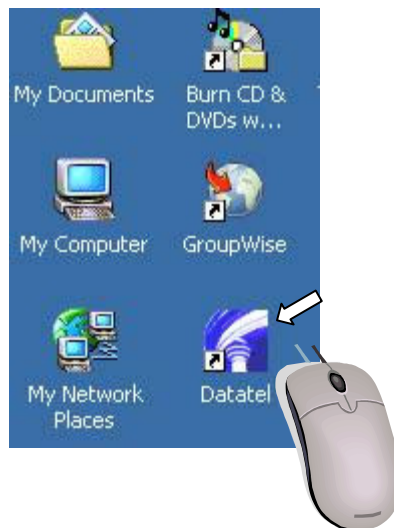 My Documents
Burn CD &
DVDs w...
My Computer
GroupWise
My Network
Places
Datatel